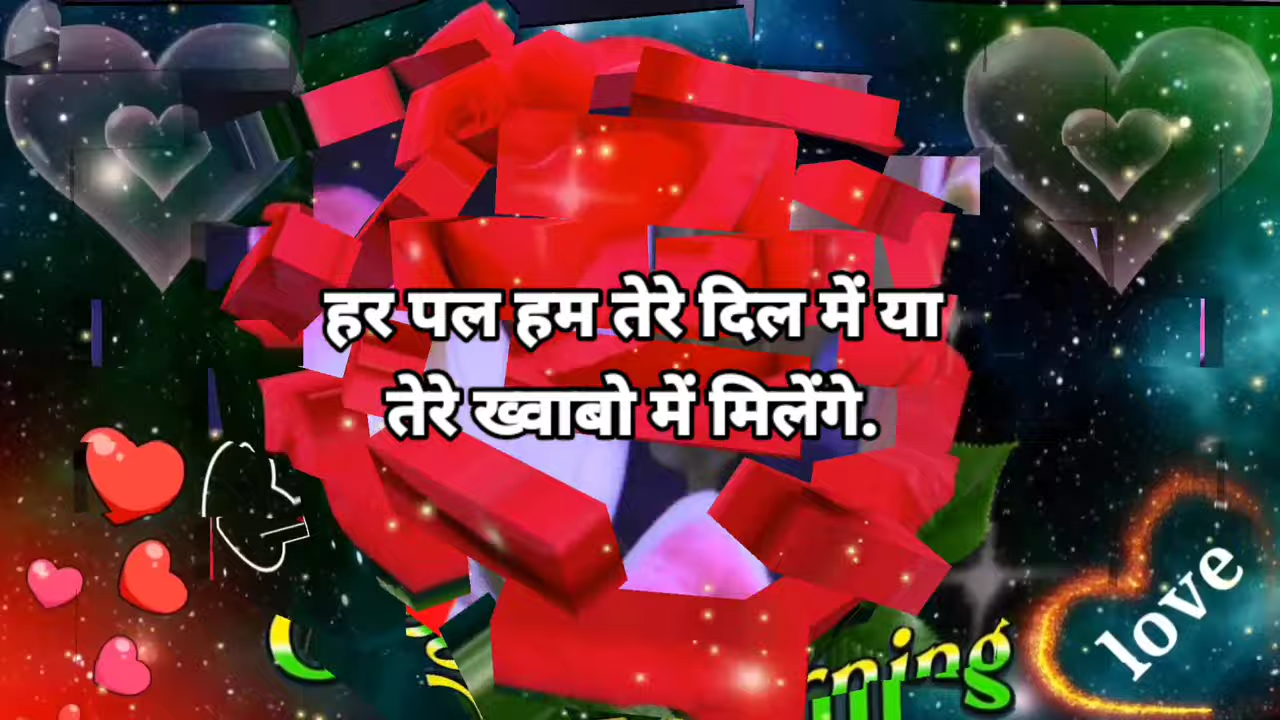 हर पल हम तेरे दिल में या
तेरे ख्वाबो में मिलेंगे.
love